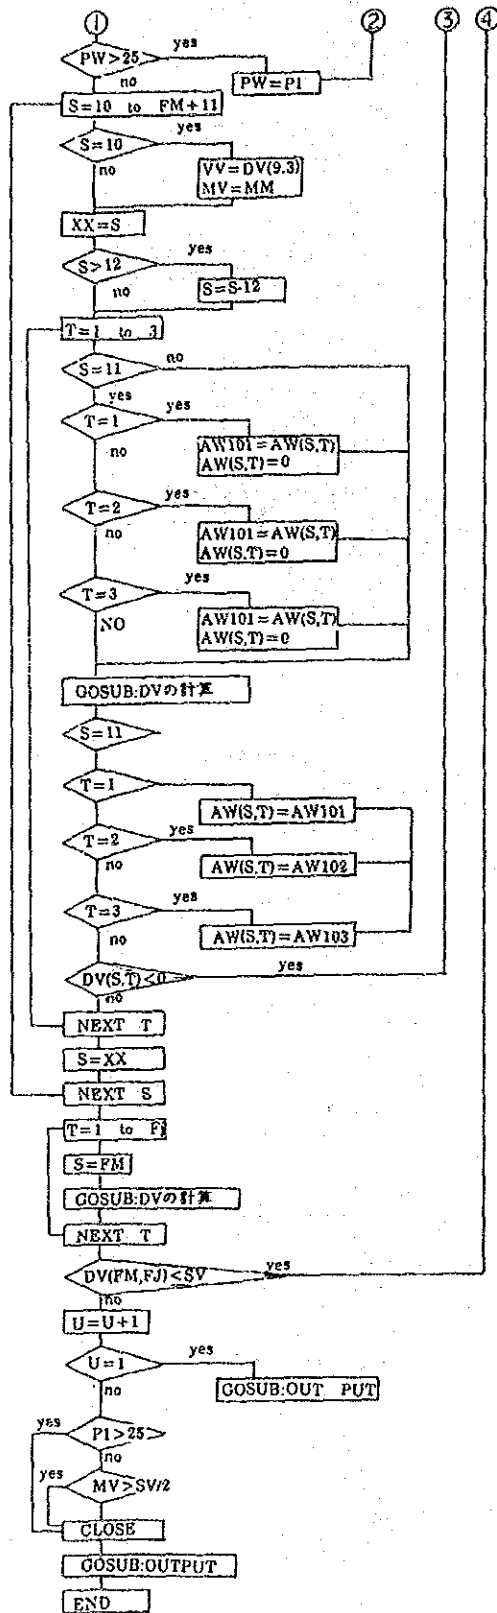 ① ② ③ ④
PW>25 yes
no
PW=P1
S=10 to FM+11
S=10 yes
no
VV=DV(9.3)
MV=MM
XX=S
S>12 yes
no
S=S-12
T=1 to 3
S=11 no
yes
T=1 yes
no
AW101=AW(S,T)
AW(S,T)=0
T=2 yes
no
AW101=AW(S,T)
AW(S,T)=0
T=3 yes
NO
AW101=AW(S,T)
AW(S,T)=0
GOSUB:DVの計算
S=11
T=1
AW(S,T)=AW101
T=2 yes
no
AW(S,T)=AW102
T=3 yes
no
AW(S,T)=AW103
DV(S,T)<0 yes
no
NEXT T
S=XX
NEXT S
T=1 to
S=FM
GOSUB:DVの計算
NEXT T
DV(FM,FJ)<SV yes
no
U=U+1
U=1 yes
no
GOSUB:OUT PUT
yes P1>25
no
yes MV>SV/2
CLOSE
GOSUB:OUTPUT
END